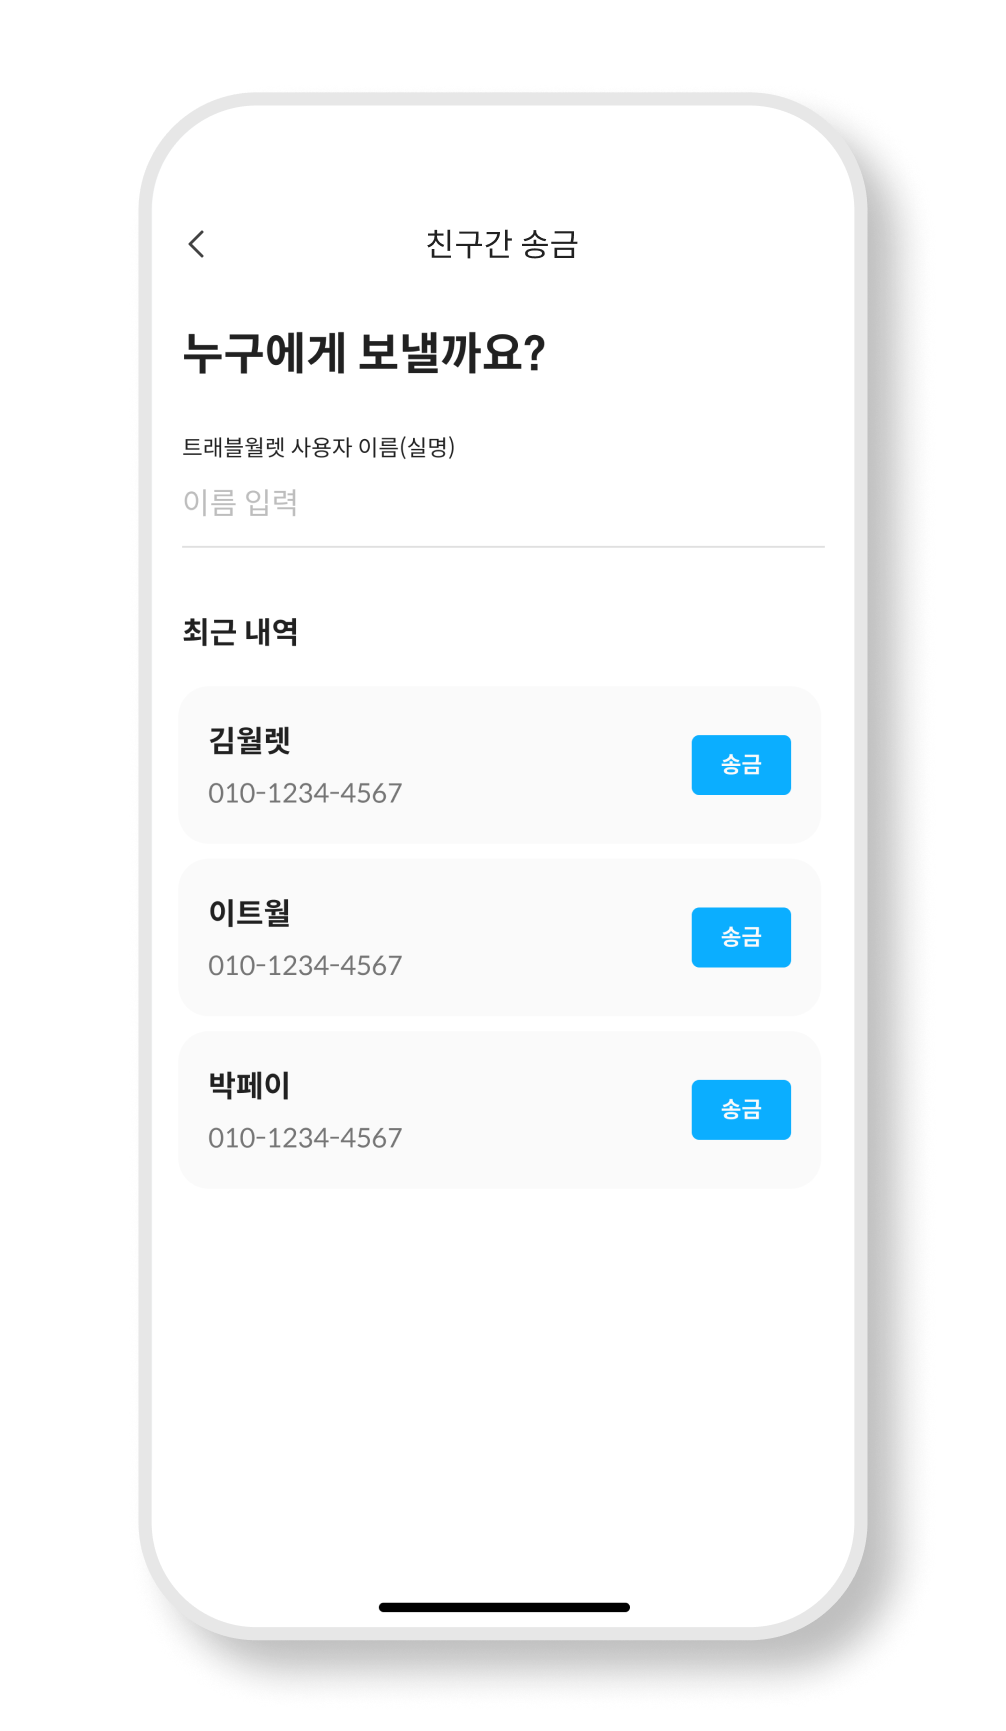 친구간 송금
누구에게 보낼까요?
트래블월렛 사용자 이름(실명)
이름 입력
최근 내역
김월렛
010-1234-4567
송금
이트월
010-1234-4567
송금
박페이
010-1234-4567
송금